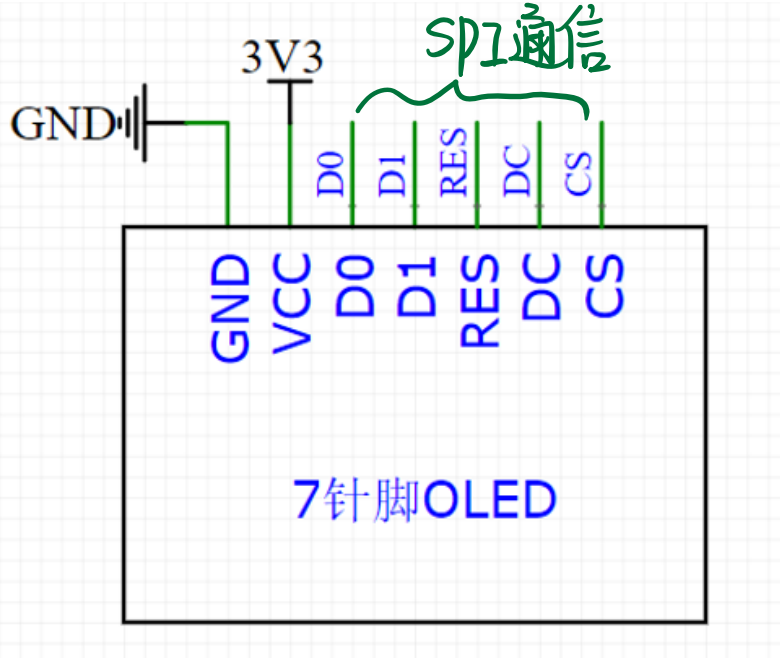 SPI通信
3V3
GND
D0 D1 RES DC CS
GND VCC D0 D1 RES DC CS
7针脚OLED